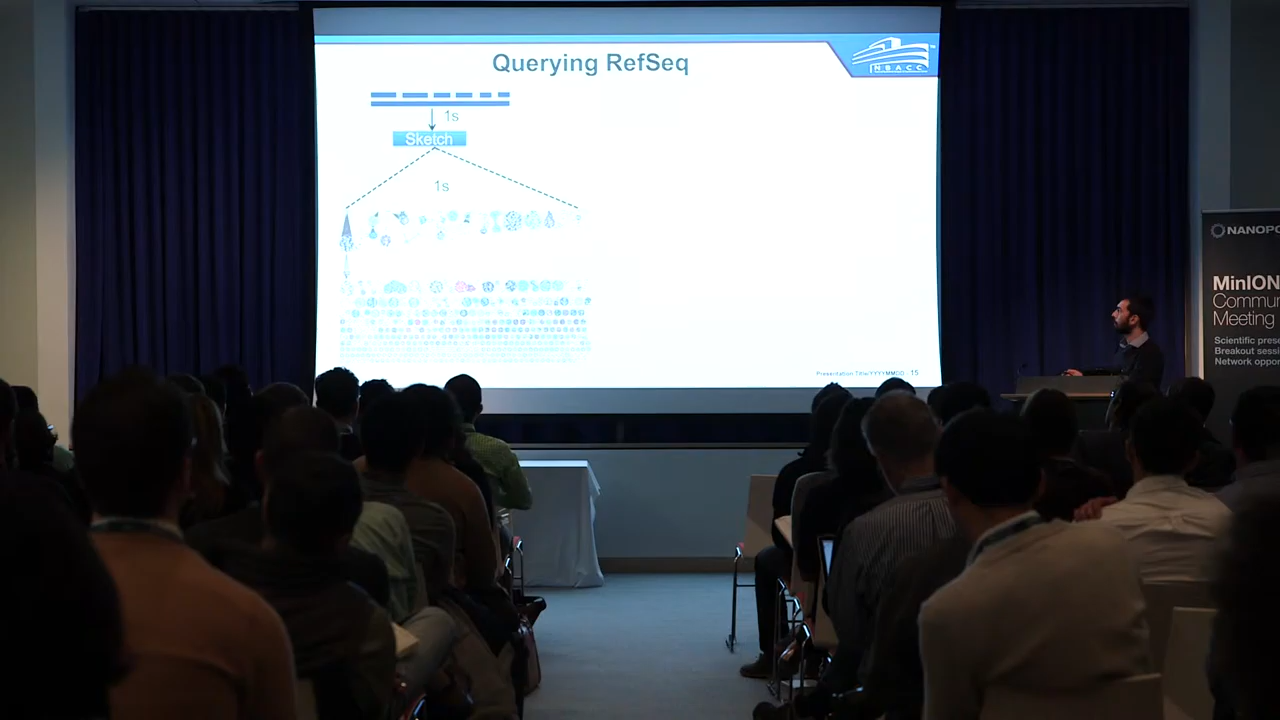 Querying RefSeq
NBACC
1s
Sketch
1s
Presentation Title/YYYYMMDD - 15
NANOPO
MinION
Commun
Meeting
Scientific prese
Breakout sessi
Network oppor